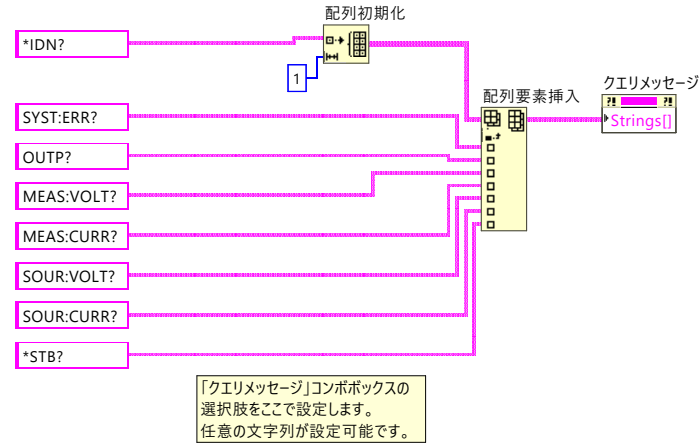 配列初期化
*IDN?
1
クエリメッセージ
配列要素挿入
Strings[]
SYST:ERR?
OUTP?
MEAS:VOLT?
MEAS:CURR?
SOUR:VOLT?
SOUR:CURR?
*STB?
「クエリメッセージ」コンボボックスの
選択肢をここで設定します。
任意の文字列が設定可能です。